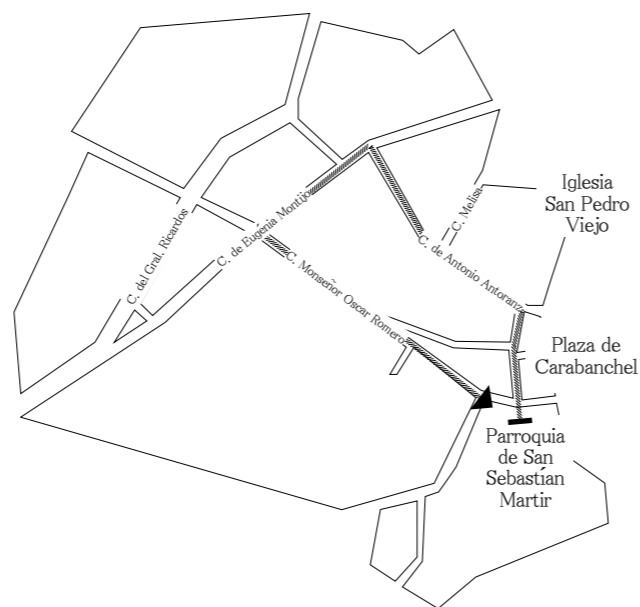 Iglesia
San Pedro
Viejo
C. Melisa
C. de Eugenia Montijo
C. del Gral. Ricardos
C. de Antonio Antoranz
C. Monseñor Oscar Romero
Plaza de
Carabanchel
Parroquia
de San
Sebastían
Martir